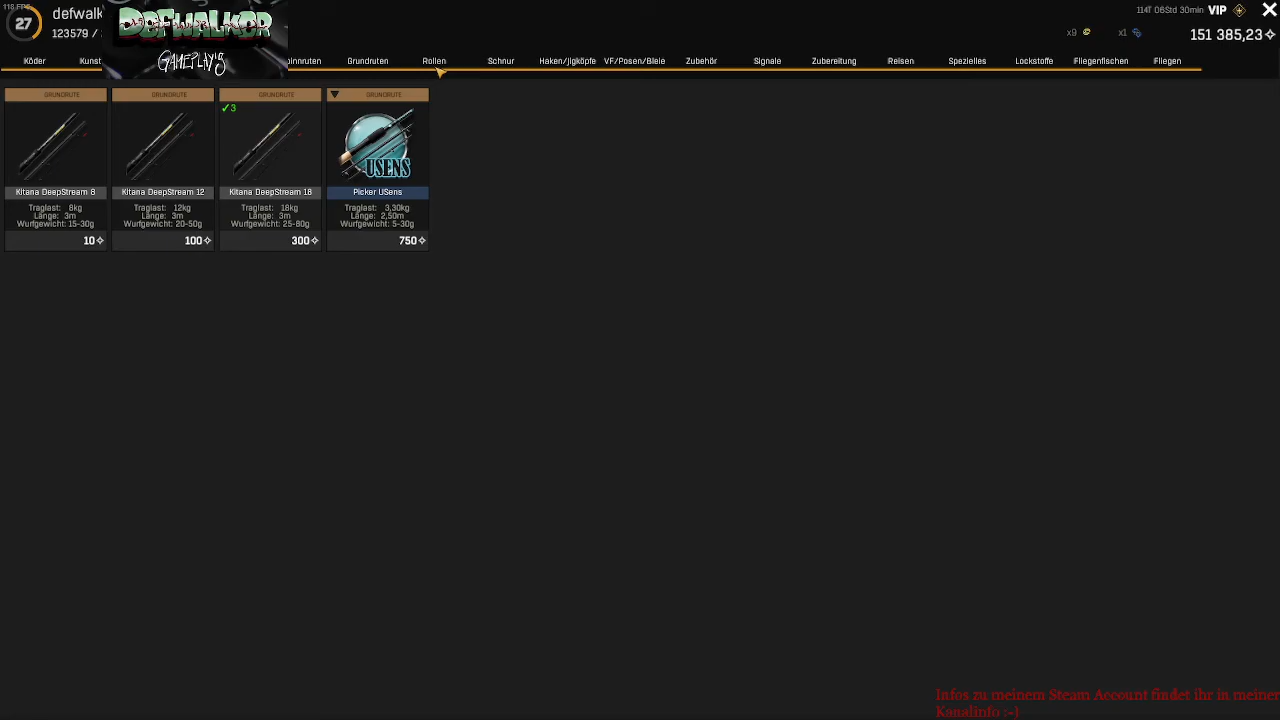 118 FPS
27
defwalk
123579 /
DEFWALKER
GAMEPLAY'S
114T 06Std 30min VIP
x9 x1 151 385,23
Köder Kunst pinnruten Grundruten Rollen Schnur Haken/jigköpfe VF/Posen/Bleie Zubehör Signale Zubereitung Reisen Spezielles Lockstoffe Fliegenfischen Fliegen
GRUNDRUTE GRUNDRUTE GRUNDRUTE GRUNDRUTE
✓3
USENS
Kitana DeepStream 8 Kitana DeepStream 12 Kitana DeepStream 18 Picker USens
Traglast: 8kg Traglast: 12kg Traglast: 18kg Traglast: 3,30kg
Länge: 3m Länge: 3m Länge: 3m Länge: 2,50m
Wurfgewicht: 15-30g Wurfgewicht: 20-50g Wurfgewicht: 25-80g Wurfgewicht: 5-30g
10 100 300 750
Infos zu meinem Steam Account findet ihr in meiner
Kanalinfo :-)